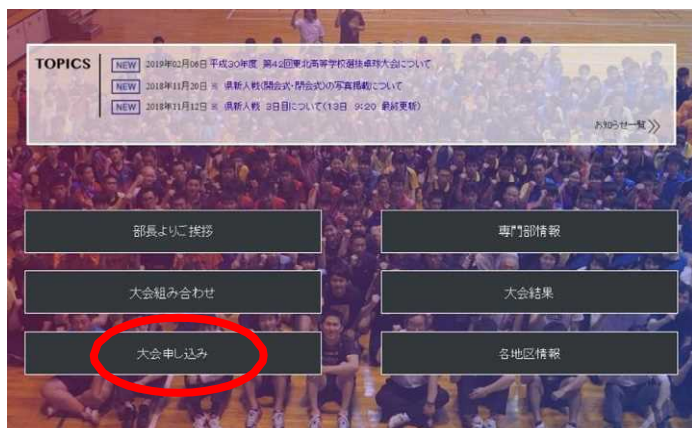 TOPICS
NEW 2019年02月06日 平成30年度 第42回東北高等学校選抜卓球大会について
NEW 2018年11月20日 ※ 県新人戦(開会式・閉会式)の写真掲載について
NEW 2018年11月12日 ※ 県新人戦 3日目について(13日 9:20 最終更新)
お知らせ一覧
部長よりご挨拶
専門部情報
大会組み合わせ
大会結果
大会申し込み
各地区情報